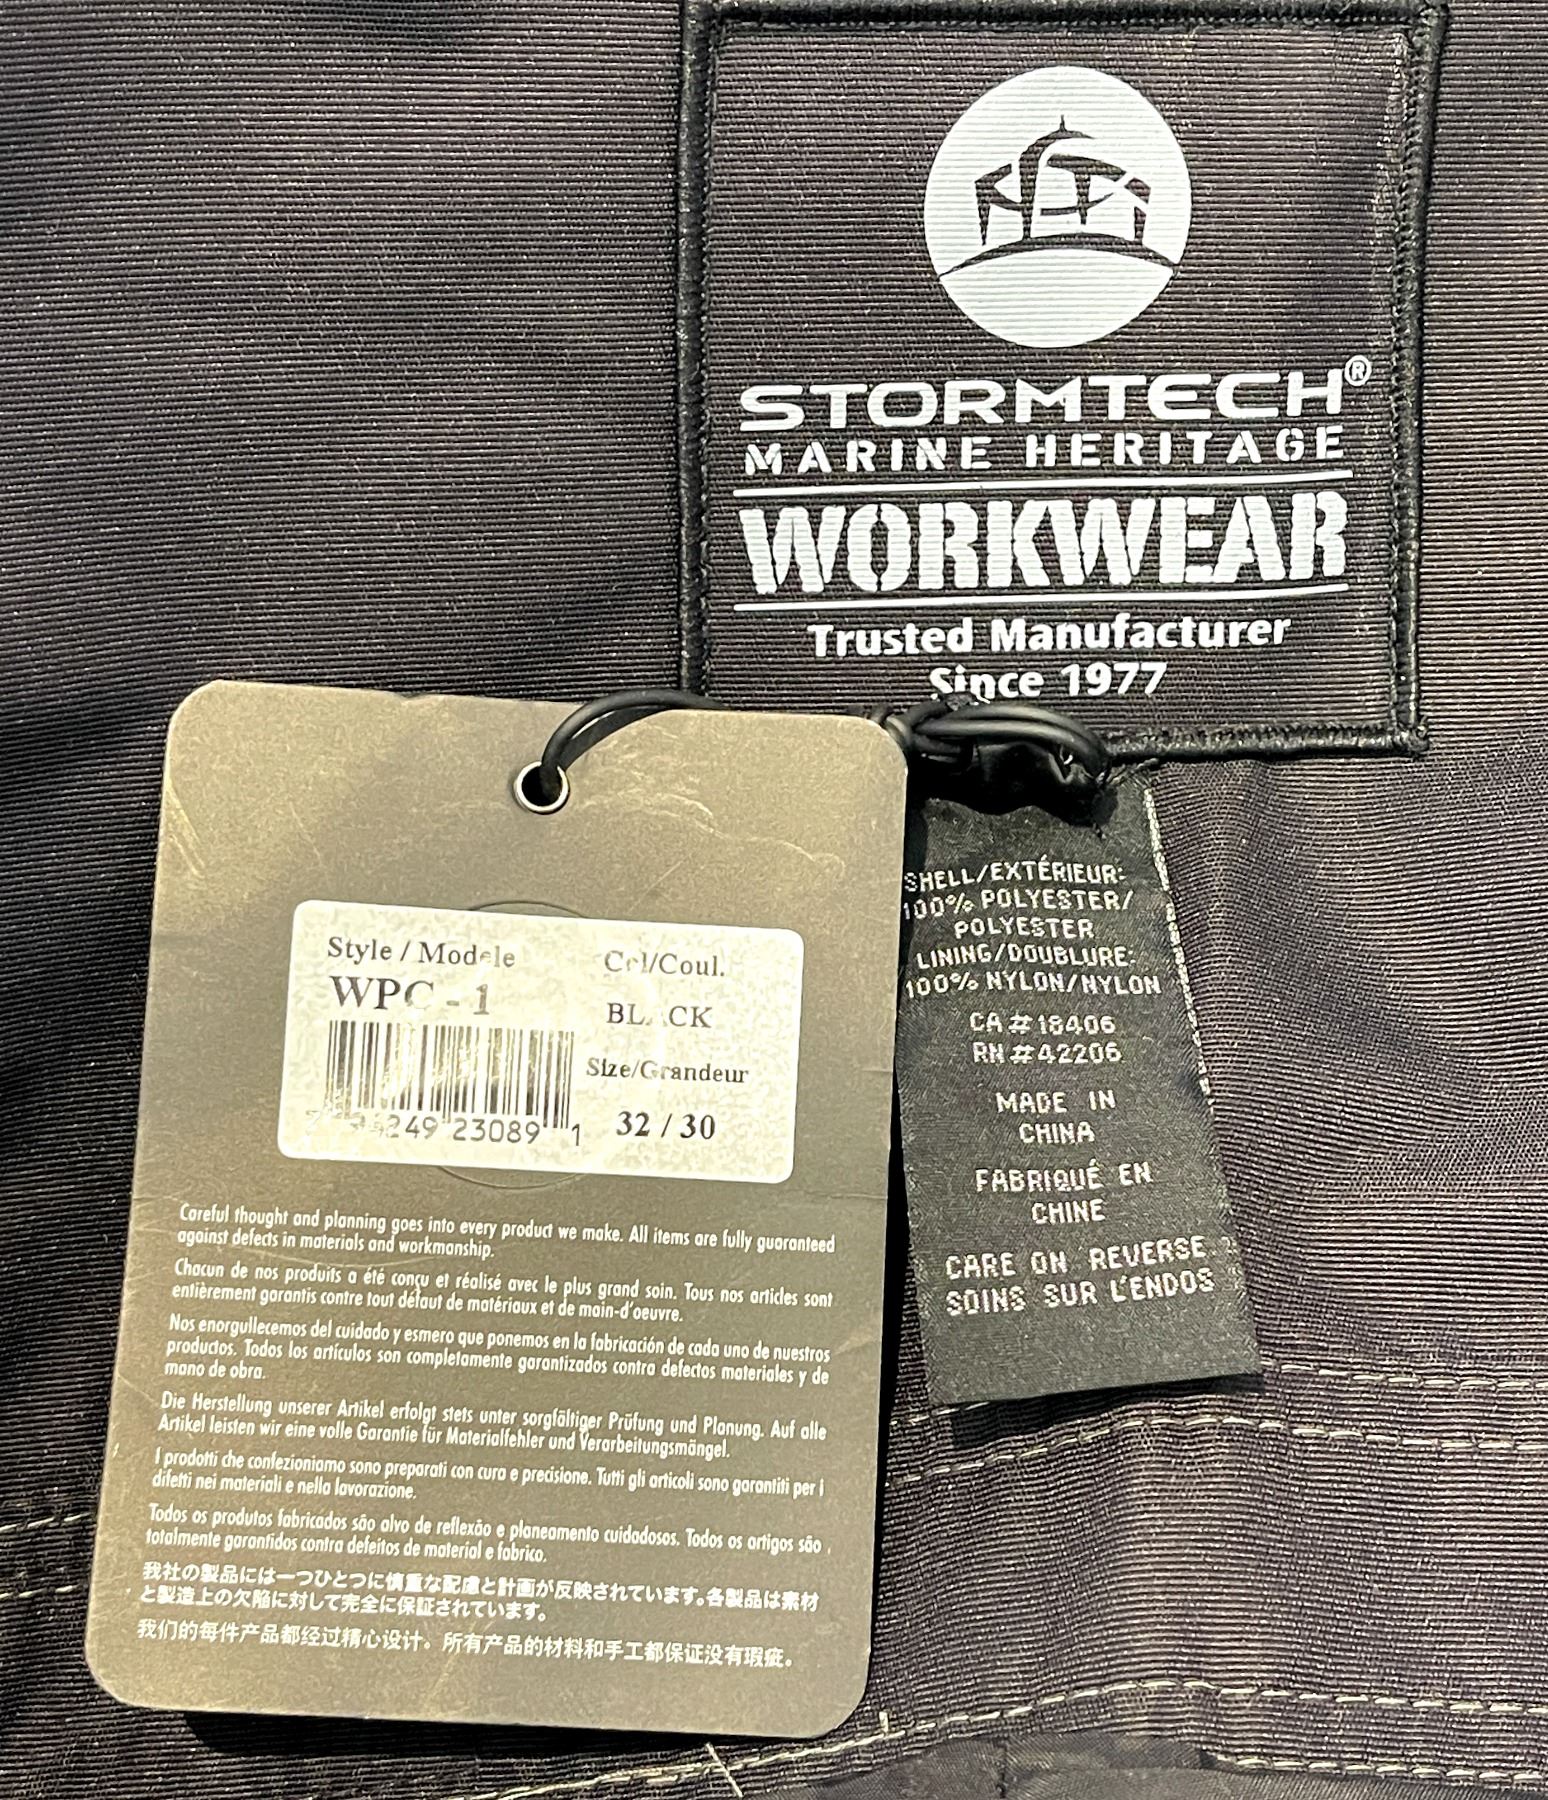 STORMTECH®
MARINE HERITAGE
WORKWEAR
Trusted Manufacturer
Since 1977
Style / Modele
WPC - 1
Col/Coul.
BLACK
Size/Grandeur
32 / 30
249 23089 1
Careful thought and planning goes into every product we make. All items are fully guaranteed
against defects in materials and workmanship.
Chacun de nos produits a été conçu et réalisé avec le plus grand soin. Tous nos articles sont
entièrement garantis contre tout défaut de matériaux et de main-d'oeuvre.
Nos enorgullecemos del cuidado y esmero que ponemos en la fabricación de cada uno de nuestros
productos. Todos los artículos son completamente garantizados contra defectos materiales y de
mano de obra.
Die Herstellung unserer Artikel erfolgt stets unter sorgfältiger Prüfung und Planung. Auf alle
Artikel leisten wir eine volle Garantie für Materialfehler und Verarbeitungsmängel.
I prodotti che confezioniamo sono preparati con cura e precisione. Tutti gli articoli sono garantiti per i
difetti nei materiali e nella lavorazione.
Todos os produtos fabricados são alvo de reflexão e planeamento cuidadosos. Todos os artigos são
totalmente garantidos contra defeitos de material e fabrico.
我社の製品には一つひとつに慎重な配慮と計画が反映されています。各製品は素材
と製造上の欠陥に対して完全に保証されています。
我们的每件产品都经过精心设计。所有产品的材料和手工都保证没有瑕疵。
SHELL/EXTÉRIEUR:
100% POLYESTER/
POLYESTER
LINING/DOUBLURE:
100% NYLON/NYLON
CA#18406
RN#42206
MADE IN
CHINA
FABRIQUÉ EN
CHINE
CARE ON REVERSE
SOINS SUR L'ENDOS